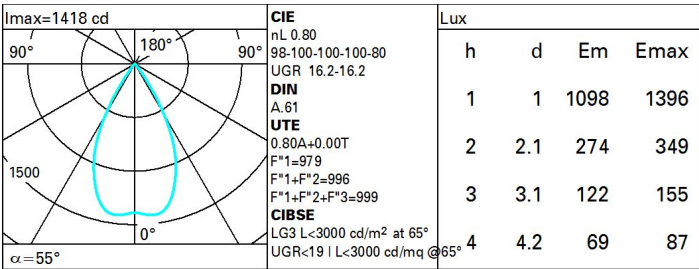 Imax=1418 cd
90°
180°
90°
1500
0°
α=55°
CIE
nL 0.80
98-100-100-100-80
UGR 16.2-16.2
DIN
A.61
UTE
0.80A+0.00T
F"1=979
F"1+F"2=996
F"1+F"2+F"3=999
CIBSE
LG3 L<3000 cd/m² at 65°
UGR<19 | L<3000 cd/mq @65°
Lux
h d Em Emax
1 1 1098 1396
2 2.1 274 349
3 3.1 122 155
4 4.2 69 87